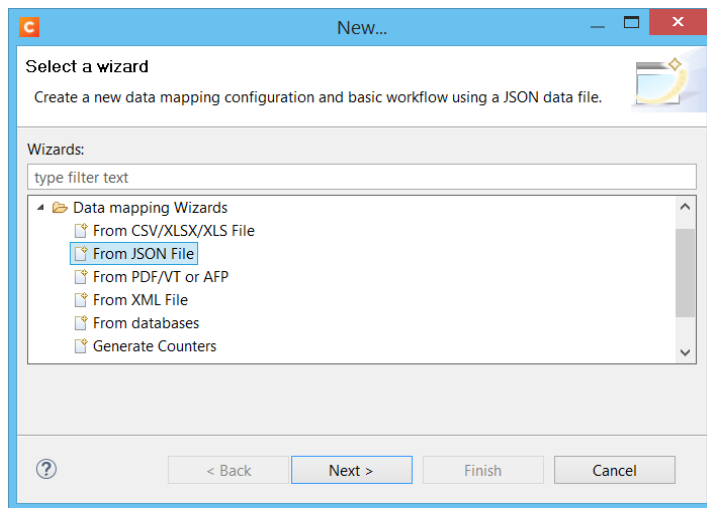 C
New...
Select a wizard
Create a new data mapping configuration and basic workflow using a JSON data file.
Wizards:
type filter text
Data mapping Wizards
From CSV/XLSX/XLS File
From JSON File
From PDF/VT or AFP
From XML File
From databases
Generate Counters
?
< Back
Next >
Finish
Cancel